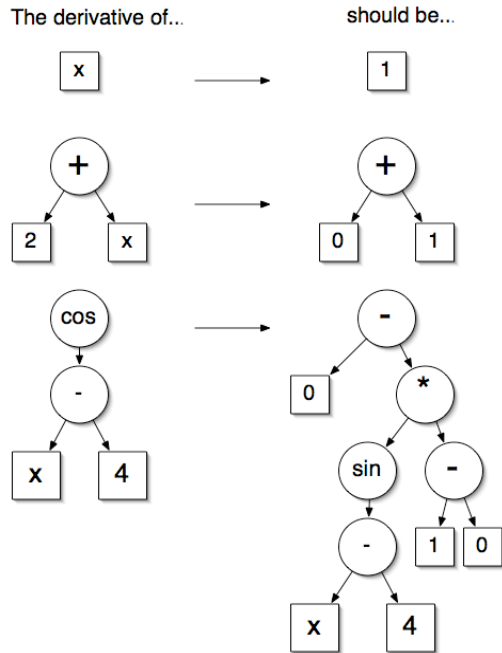 The derivative of... should be...
x 1
+ +
2 x 0 1
cos -
- 0 *
x 4 sin -
- 1 0
x 4